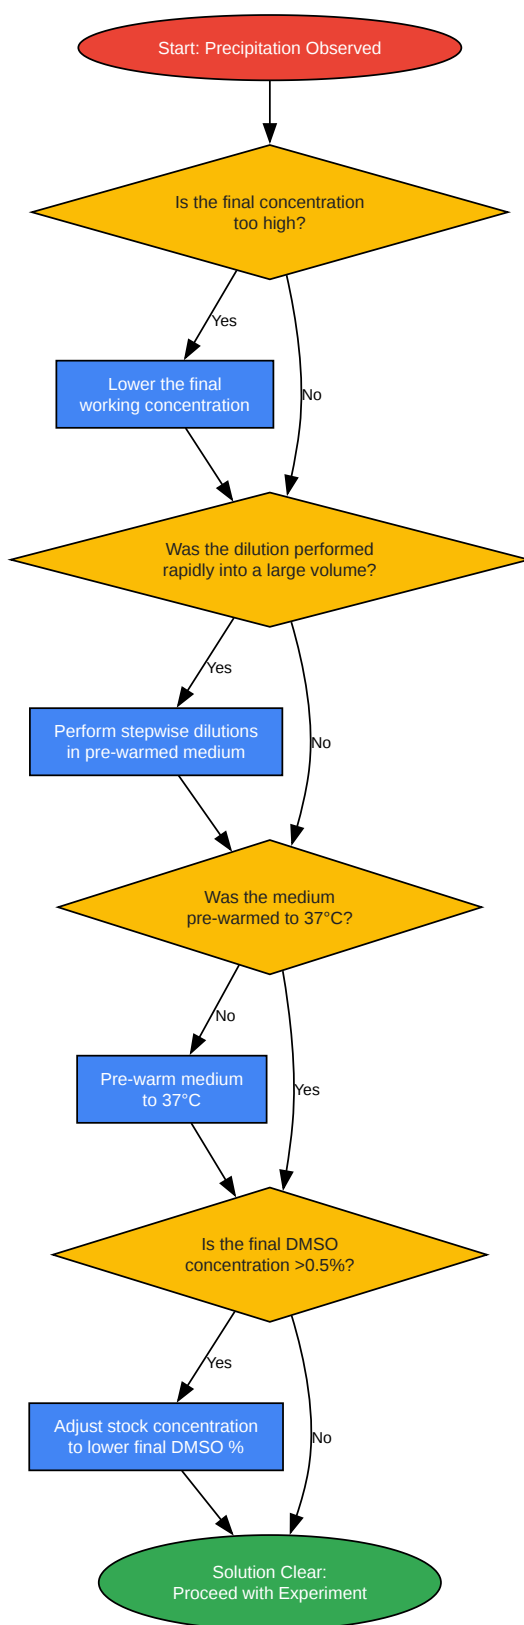 Start: Precipitation Observed
Is the final concentration
too high?
Yes
No
Lower the final
working concentration
Was the dilution performed
rapidly into a large volume?
Yes
No
Perform stepwise dilutions
in pre-warmed medium
Was the medium
pre-warmed to 37°C?
No
Yes
Pre-warm medium
to 37°C
Is the final DMSO
concentration >0.5%?
Yes
No
Adjust stock concentration
to lower final DMSO %
Solution Clear:
Proceed with Experiment